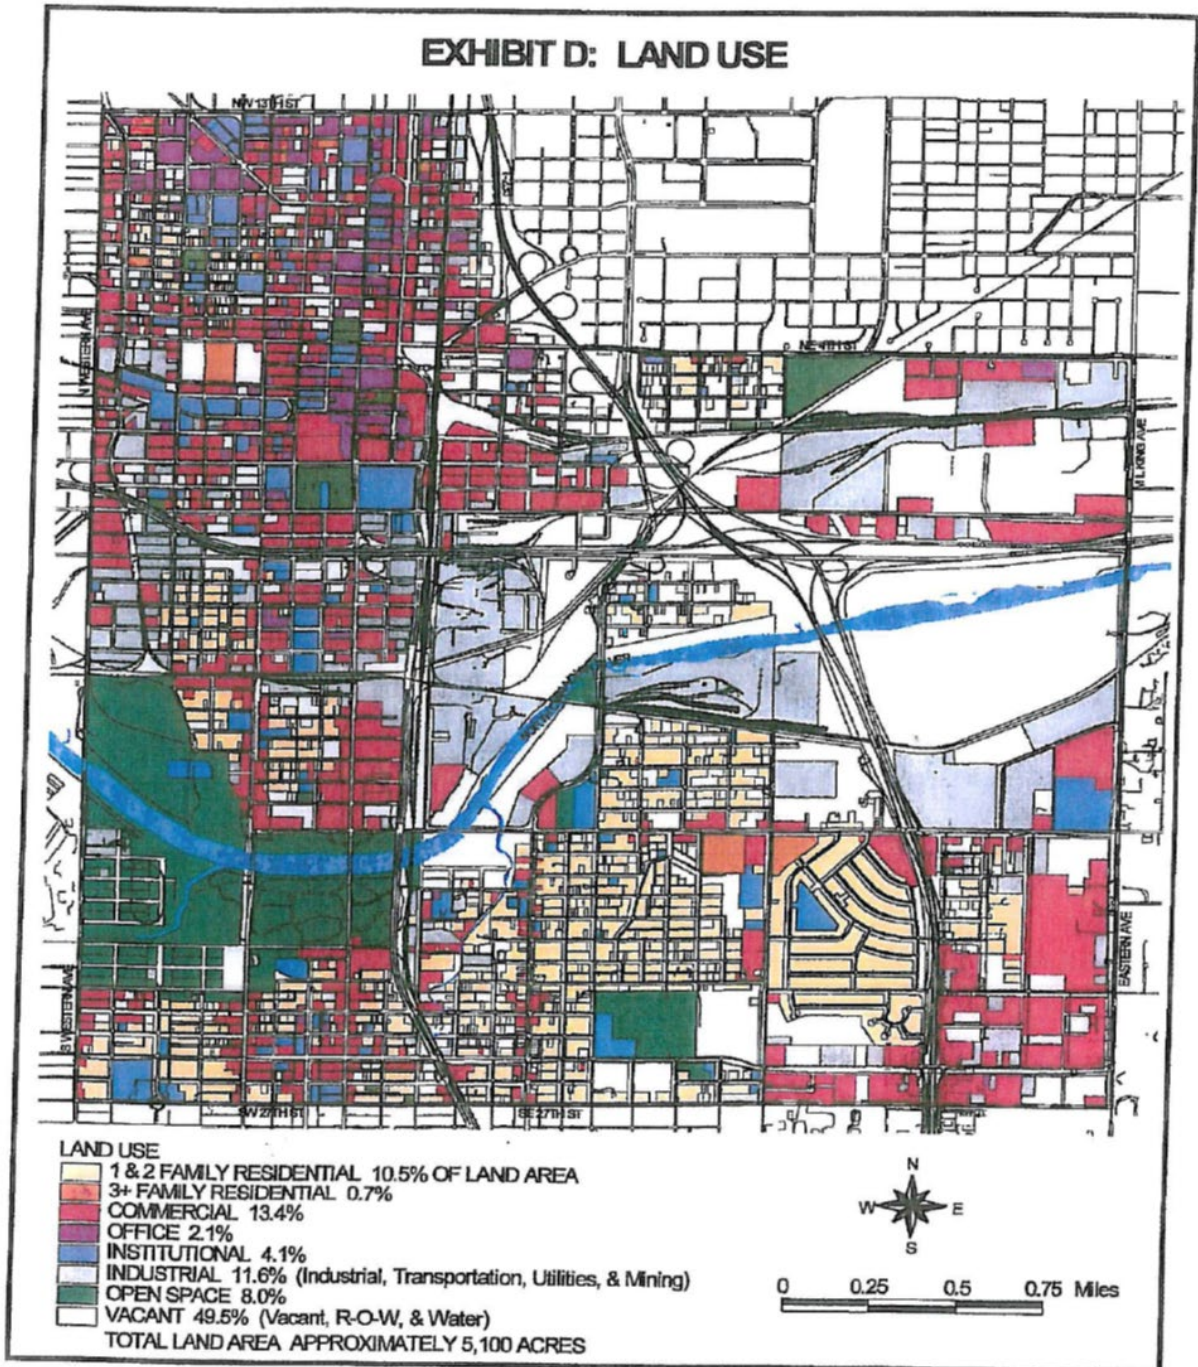 EXHIBIT D: LAND USE
NW 13TH ST
N WESTERN AVE
NE 4TH ST
M L KING AVE
S WESTERN AVE
EASTERN AVE
SW 27TH ST
SE 27TH ST
LAND USE
1 & 2 FAMILY RESIDENTIAL 10.5% OF LAND AREA
3+ FAMILY RESIDENTIAL 0.7%
COMMERCIAL 13.4%
OFFICE 2.1%
INSTITUTIONAL 4.1%
INDUSTRIAL 11.6% (Industrial, Transportation, Utilities, & Mining)
OPEN SPACE 8.0%
VACANT 49.5% (Vacant, R-O-W, & Water)
TOTAL LAND AREA APPROXIMATELY 5,100 ACRES
N
W E
S
0 0.25 0.5 0.75 Miles